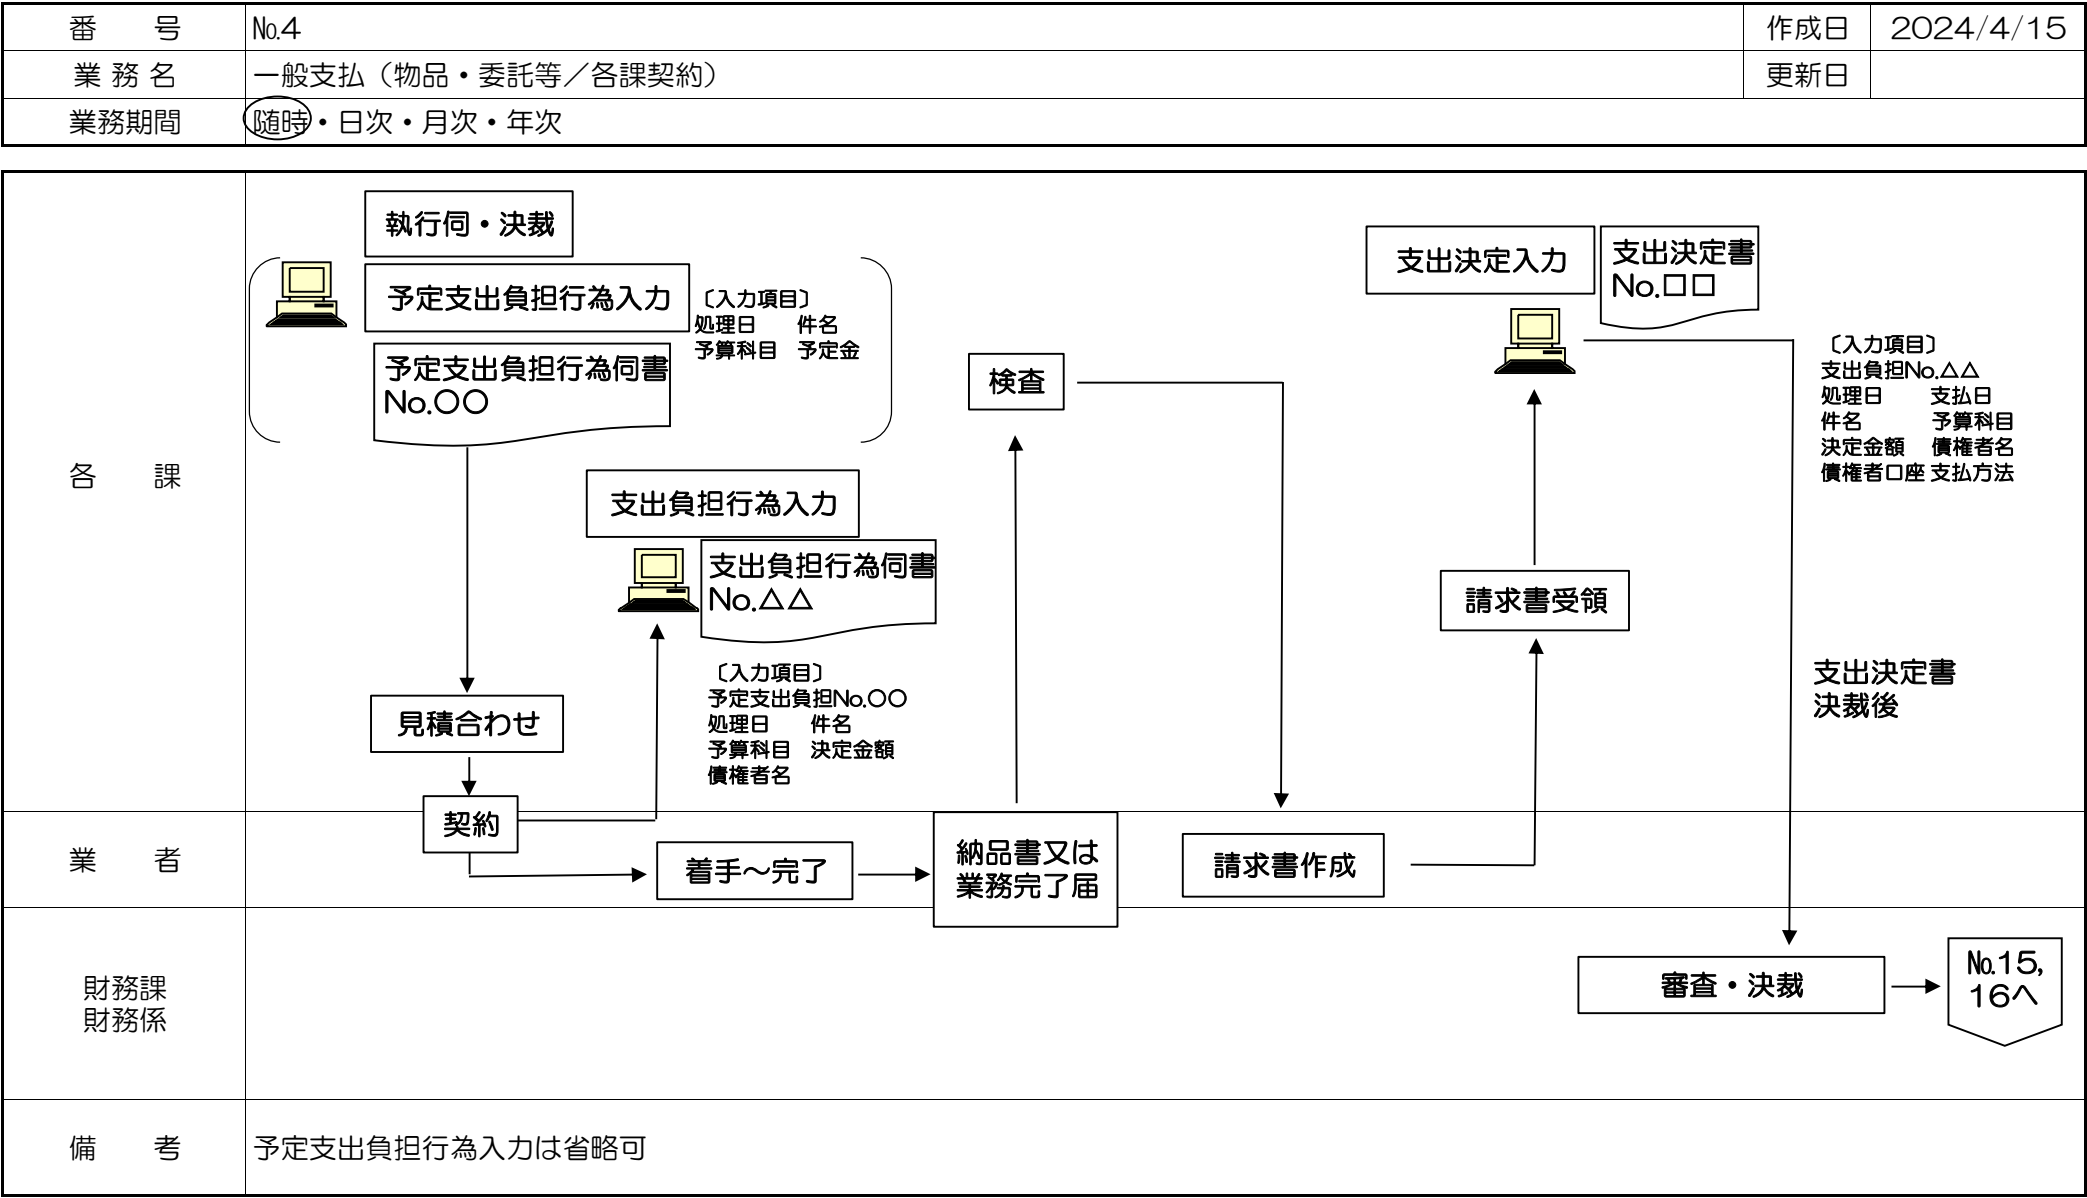 番　　号
№4
作成日
2024/4/15
業 務 名
一般支払（物品・委託等／各課契約）
更新日
業務期間
随時・日次・月次・年次
各　　課
執行伺・決裁
予定支出負担行為入力
〔入力項目〕
処理日　　件名
予算科目　予定金
予定支出負担行為伺書
No.〇〇
見積合わせ
契約
支出負担行為入力
支出負担行為伺書
No.△△
〔入力項目〕
予定支出負担No.〇〇
処理日　　件名
予算科目　決定金額
債権者名
検査
支出決定入力
支出決定書
No.□□
〔入力項目〕
支出負担No.△△
処理日　　支払日
件名　　　予算科目
決定金額　債権者名
債権者口座 支払方法
請求書受領
支出決定書
決裁後
業　　者
着手～完了
納品書又は
業務完了届
請求書作成
財務課
財務係
審査・決裁
№15,
16へ
備　　考
予定支出負担行為入力は省略可